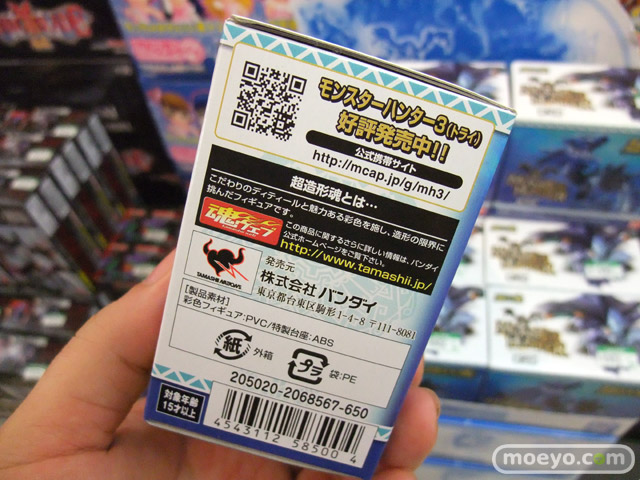 モンスターハンター3(トライ)
好評発売中!!
公式携帯サイト
http://mcap.jp/g/mh3/
超造形魂とは…
こだわりのディティールと魅力ある彩色を施し、造形の限界に
挑んだフィギュアです。
魂ウェブ
この商品に関するさらに詳しい情報は、バンダイ
公式ホームページをご覧下さい。
http://www.tamashii.jp/
TAMASHII NATIONS
発売元
株式会社 バンダイ
東京都台東区駒形1-4-8 〒111-8081
[製品素材]
彩色フィギュア:PVC/特製台座:ABS
紙 外箱
プラ 袋:PE
205020-2068567-650
対象年齢
15才以上
4543112 58500 4
moeyo.com